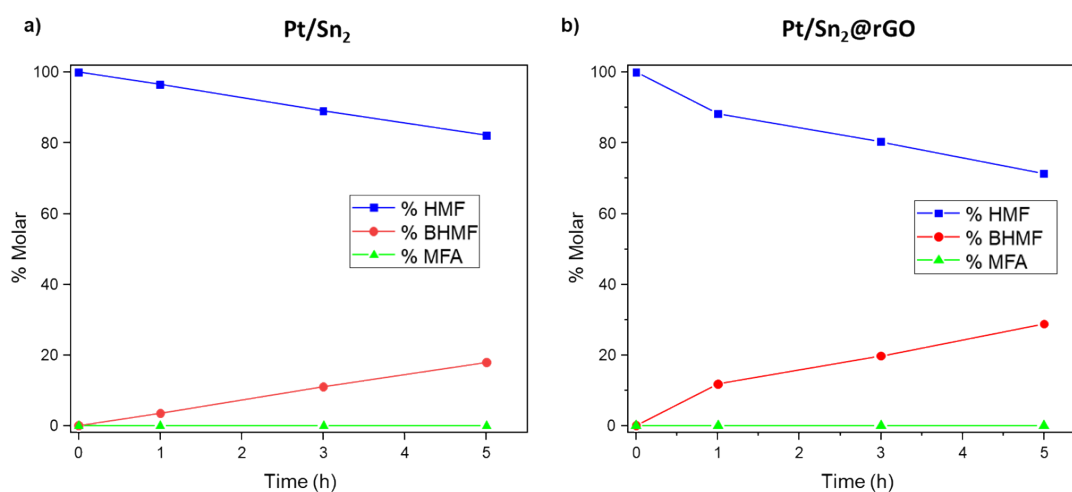 a)
Pt/Sn₂
% Molar
100
80
60
40
20
0
% HMF
% BHMF
% MFA
0 1 2 3 4 5
Time (h)
b)
Pt/Sn₂@rGO
% Molar
100
80
60
40
20
0
% HMF
% BHMF
% MFA
0 1 2 3 4 5
Time (h)